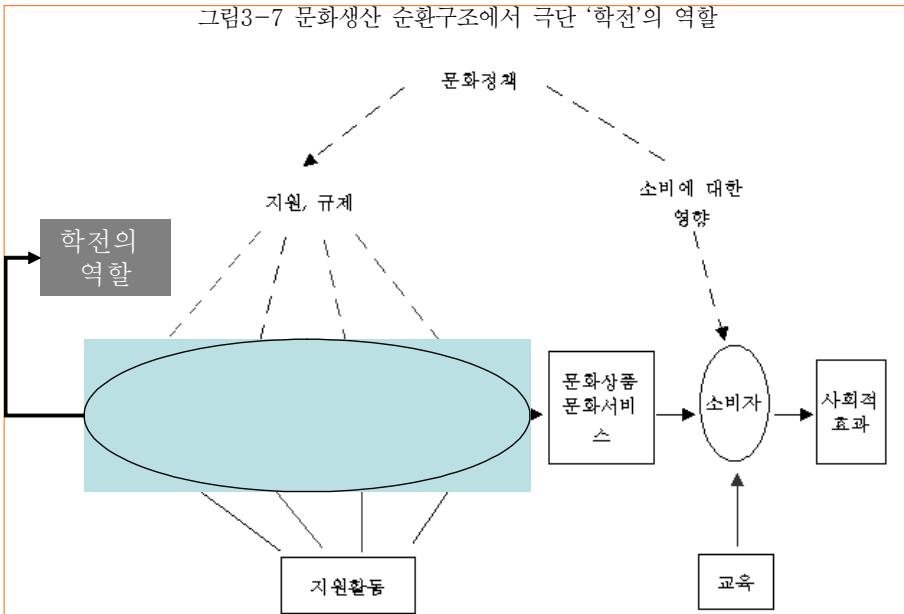 그림3-7 문화생산 순환구조에서 극단 ‘학전’의 역할
문화정책
지원, 규제
소비에 대한
영향
학전의
역할
문화상품
문화서비
스
소비자
사회적
효과
지원활동
교육